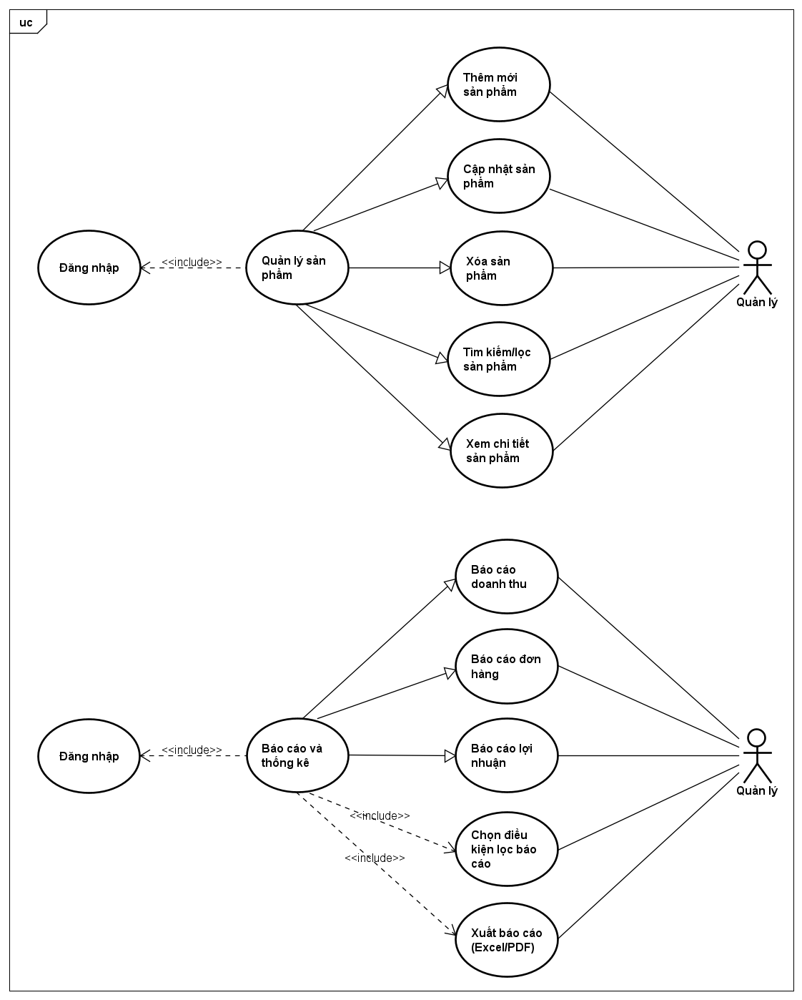 uc
Thêm mới
sản phẩm
Cập nhật sản
phẩm
Đăng nhập
<<include>>
Quản lý sản
phẩm
Xóa sản
phẩm
Quản lý
Tìm kiếm/lọc
sản phẩm
Xem chi tiết
sản phẩm
Báo cáo
doanh thu
Báo cáo đơn
hàng
Đăng nhập
<<include>>
Báo cáo và
thống kê
Báo cáo lợi
nhuận
Quản lý
<<include>>
<<include>>
Chọn điều
kiện lọc báo
cáo
Xuất báo cáo
(Excel/PDF)